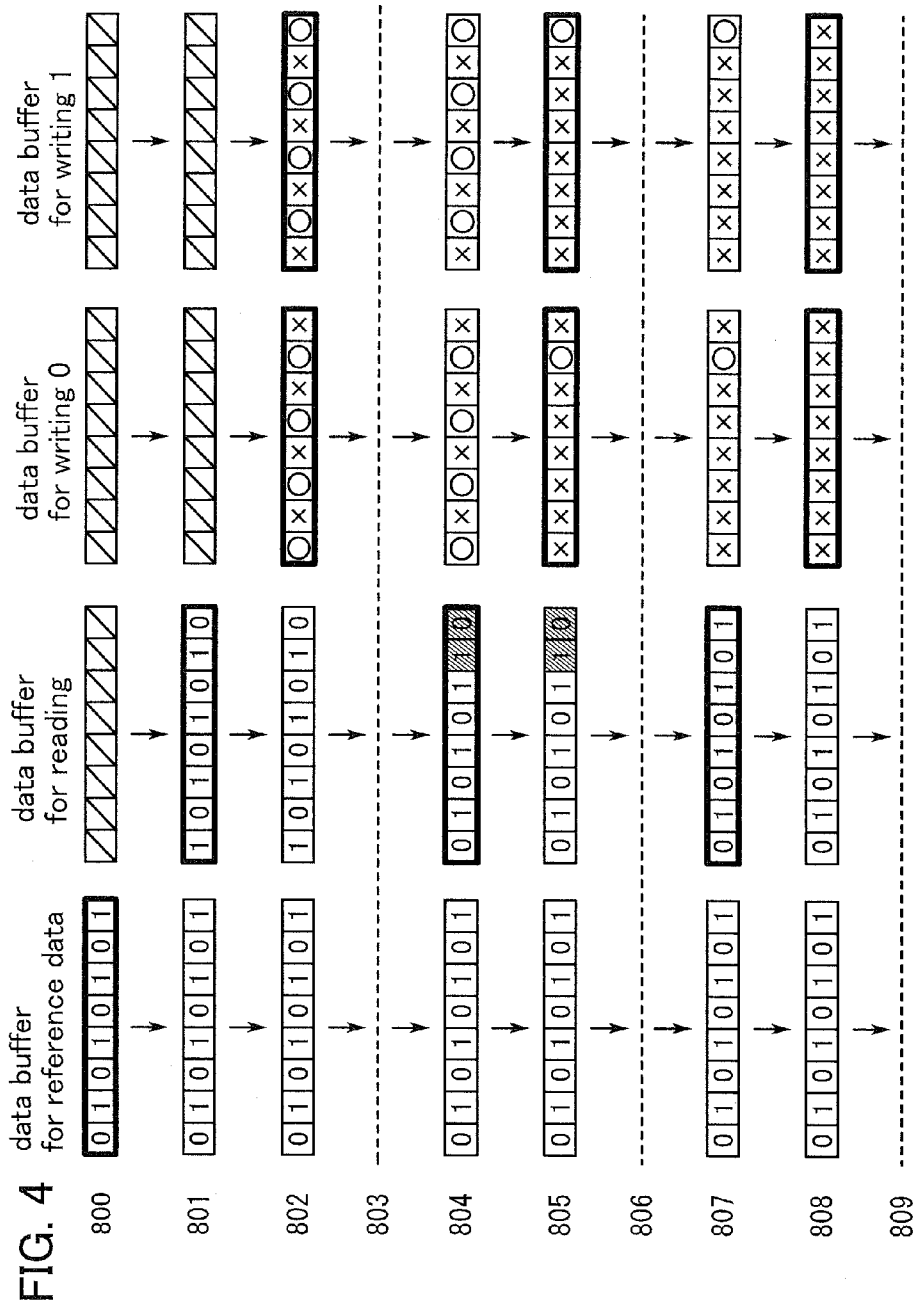 FIG. 4
data buffer for reference data
data buffer for reading
data buffer for writing 0
data buffer for writing 1
800 0 1 0 1 0 1 0 1
801 0 1 0 1 0 1 0 1 1 0 1 0 1 0 1 0
802 0 1 0 1 0 1 0 1 1 0 1 0 1 0 1 0 ○ × ○ × ○ × ○ × × ○ × ○ × ○ × ○
803
804 0 1 0 1 0 1 0 1 0 1 0 1 0 1 1 0 ○ × ○ × ○ × ○ × × ○ × ○ × ○ × ○
805 0 1 0 1 0 1 0 1 0 1 0 1 0 1 1 0 × × × × × × ○ × × × × × × × × ○
806
807 0 1 0 1 0 1 0 1 0 1 0 1 0 1 0 1 × × × × × × ○ × × × × × × × × ○
808 0 1 0 1 0 1 0 1 0 1 0 1 0 1 0 1 × × × × × × × × × × × × × × × ×
809